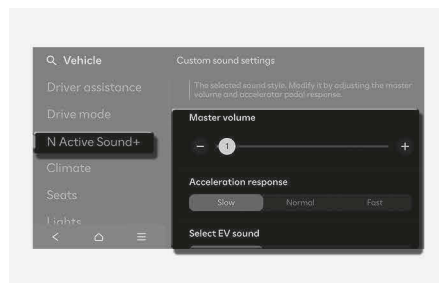 Vehicle
Driver assistance
Drive mode
N Active Sound+
Climate
Seats
Lights
Custom sound settings
The selected sound style. Modify it by adjusting the master
volume and accelerator pedal response.
Master volume
− 1 +
Acceleration response
Slow Normal Fast
Select EV sound